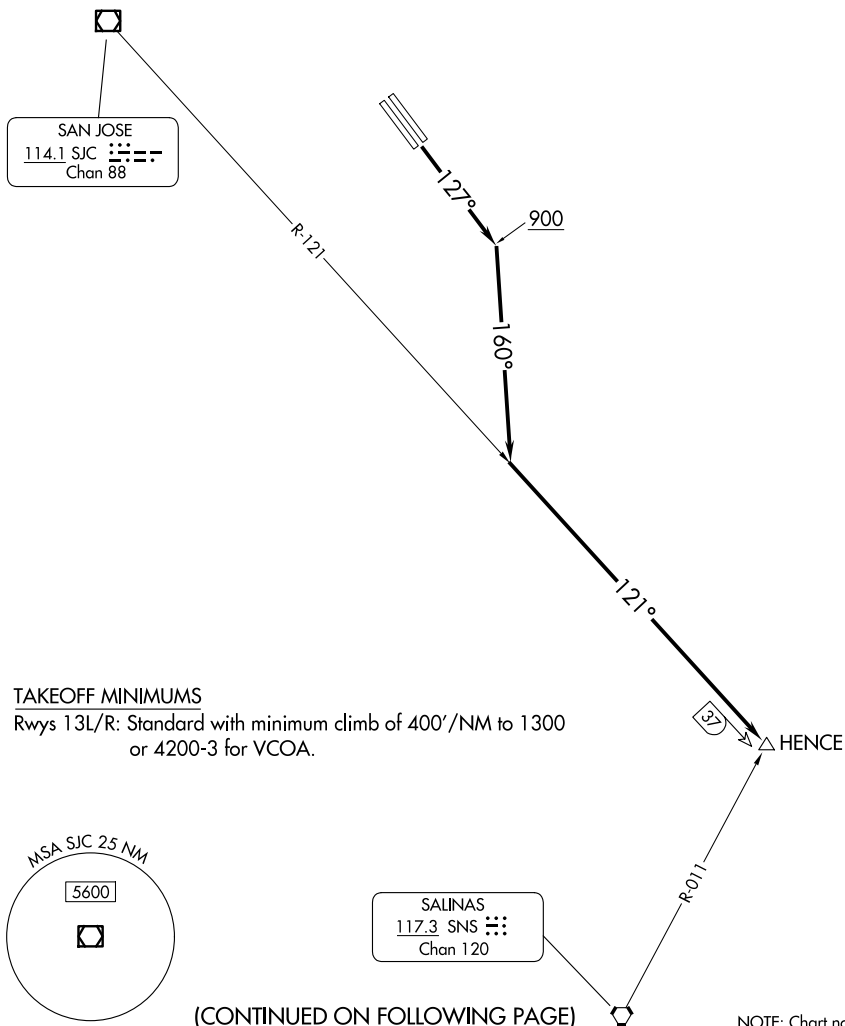 SAN JOSE
114.1 SJC
Chan 88
R-121
127°
900
160°
121°
TAKEOFF MINIMUMS
Rwys 13L/R: Standard with minimum climb of 400'/NM to 1300
or 4200-3 for VCOA.
37
HENCE
MSA SJC 25 NM
5600
SALINAS
117.3 SNS
Chan 120
R-011
(CONTINUED ON FOLLOWING PAGE)
NOTE: Chart no